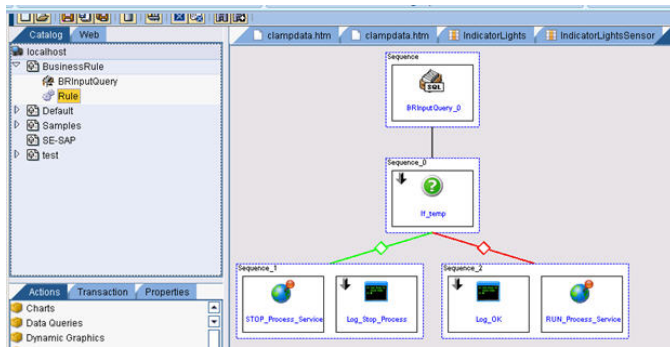 Catalog
Web
clampdata.htm
clampdata.htm
IndicatorLights
IndicatorLightsSensor
localhost
BusinessRule
BRInputQuery
Rule
Default
Samples
SE-SAP
test
Sequence
SQL
BRInputQuery_0
Sequence_0
If_temp
Sequence_1
STOP_Process_Service
Log_Stop_Process
Sequence_2
Log_OK
RUN_Process_Service
Actions
Transaction
Properties
Charts
Data Queries
Dynamic Graphics